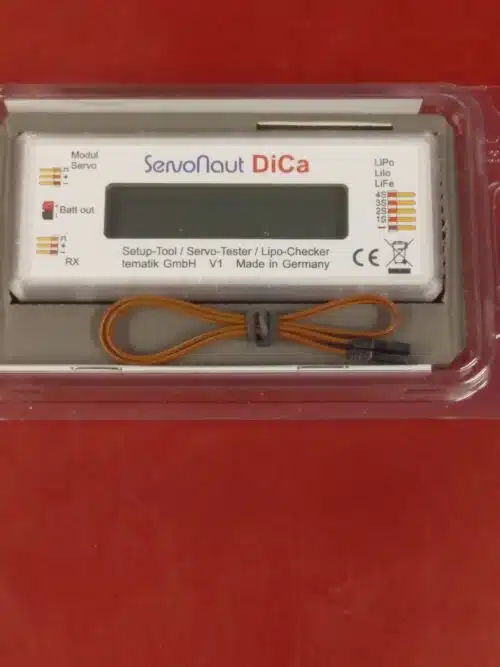 Modul
Servo
ServoNaut DiCa
LiPo
LiIo
LiFe
+
-
Batt out
+
-
4S
3S
2S
1S
-
+
-
RX
Setup-Tool / Servo-Tester / Lipo-Checker
tematik GmbH V1 Made in Germany
CE